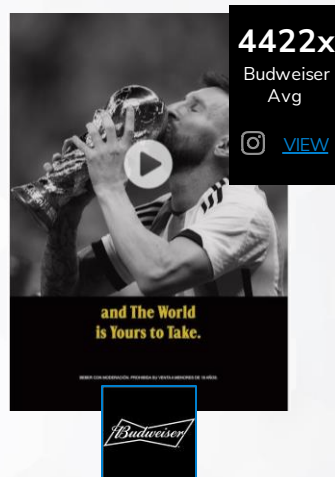 4422x
Budweiser
Avg
VIEW
and The World
is Yours to Take.
BEBER CON MODERACIÓN. PROHIBIDA SU VENTA A MENORES DE 18 AÑOS.
Budweiser